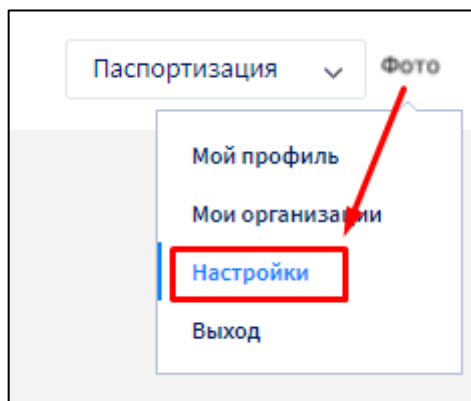 Паспортизация
Фото
Мой профиль
Мои организации
Настройки
Выход